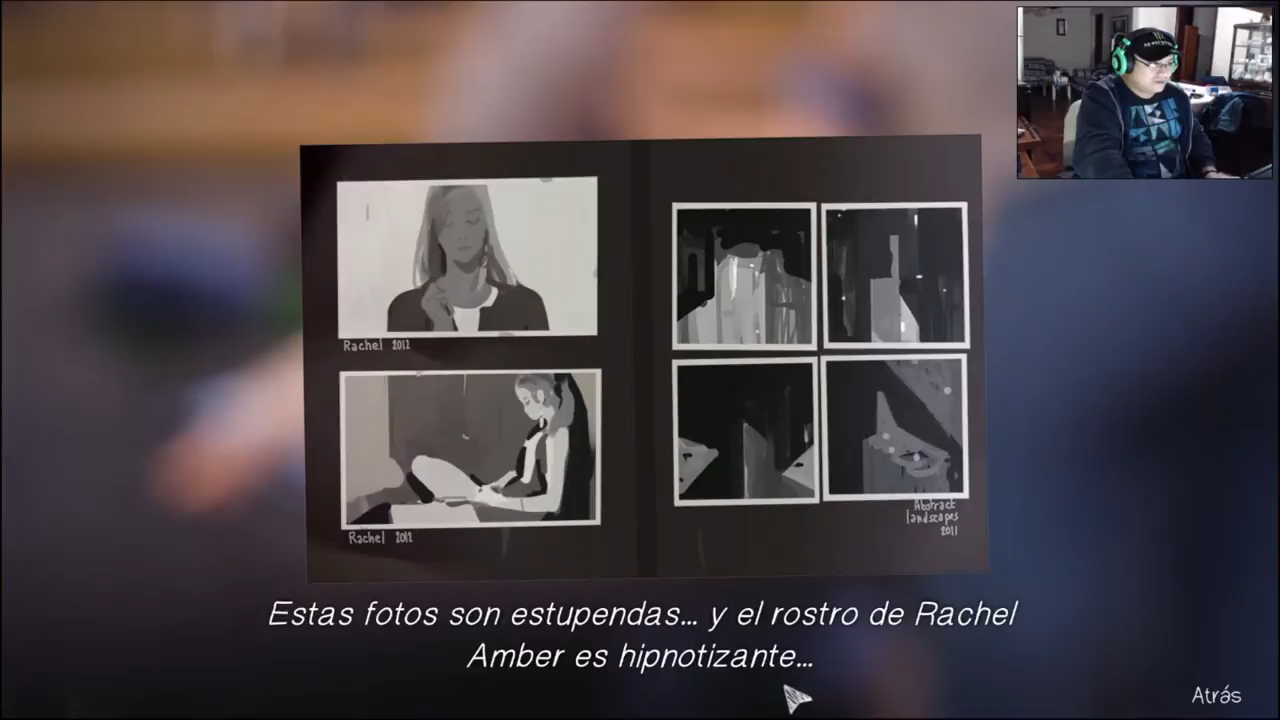 Rachel 2012
Rachel 2012
Abstract
landscapes
2011
Estas fotos son estupendas... y el rostro de Rachel
Amber es hipnotizante...
Atrás